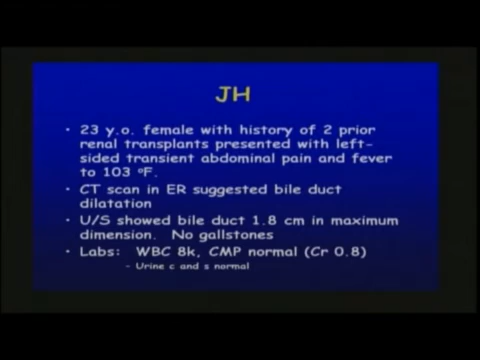 JH
• 23 y.o. female with history of 2 prior
renal transplants presented with left-
sided transient abdominal pain and fever
to 103 ºF.
• CT scan in ER suggested bile duct
dilatation
• U/S showed bile duct 1.8 cm in maximum
dimension. No gallstones
• Labs: WBC 8k, CMP normal (Cr 0.8)
- Urine c and s normal